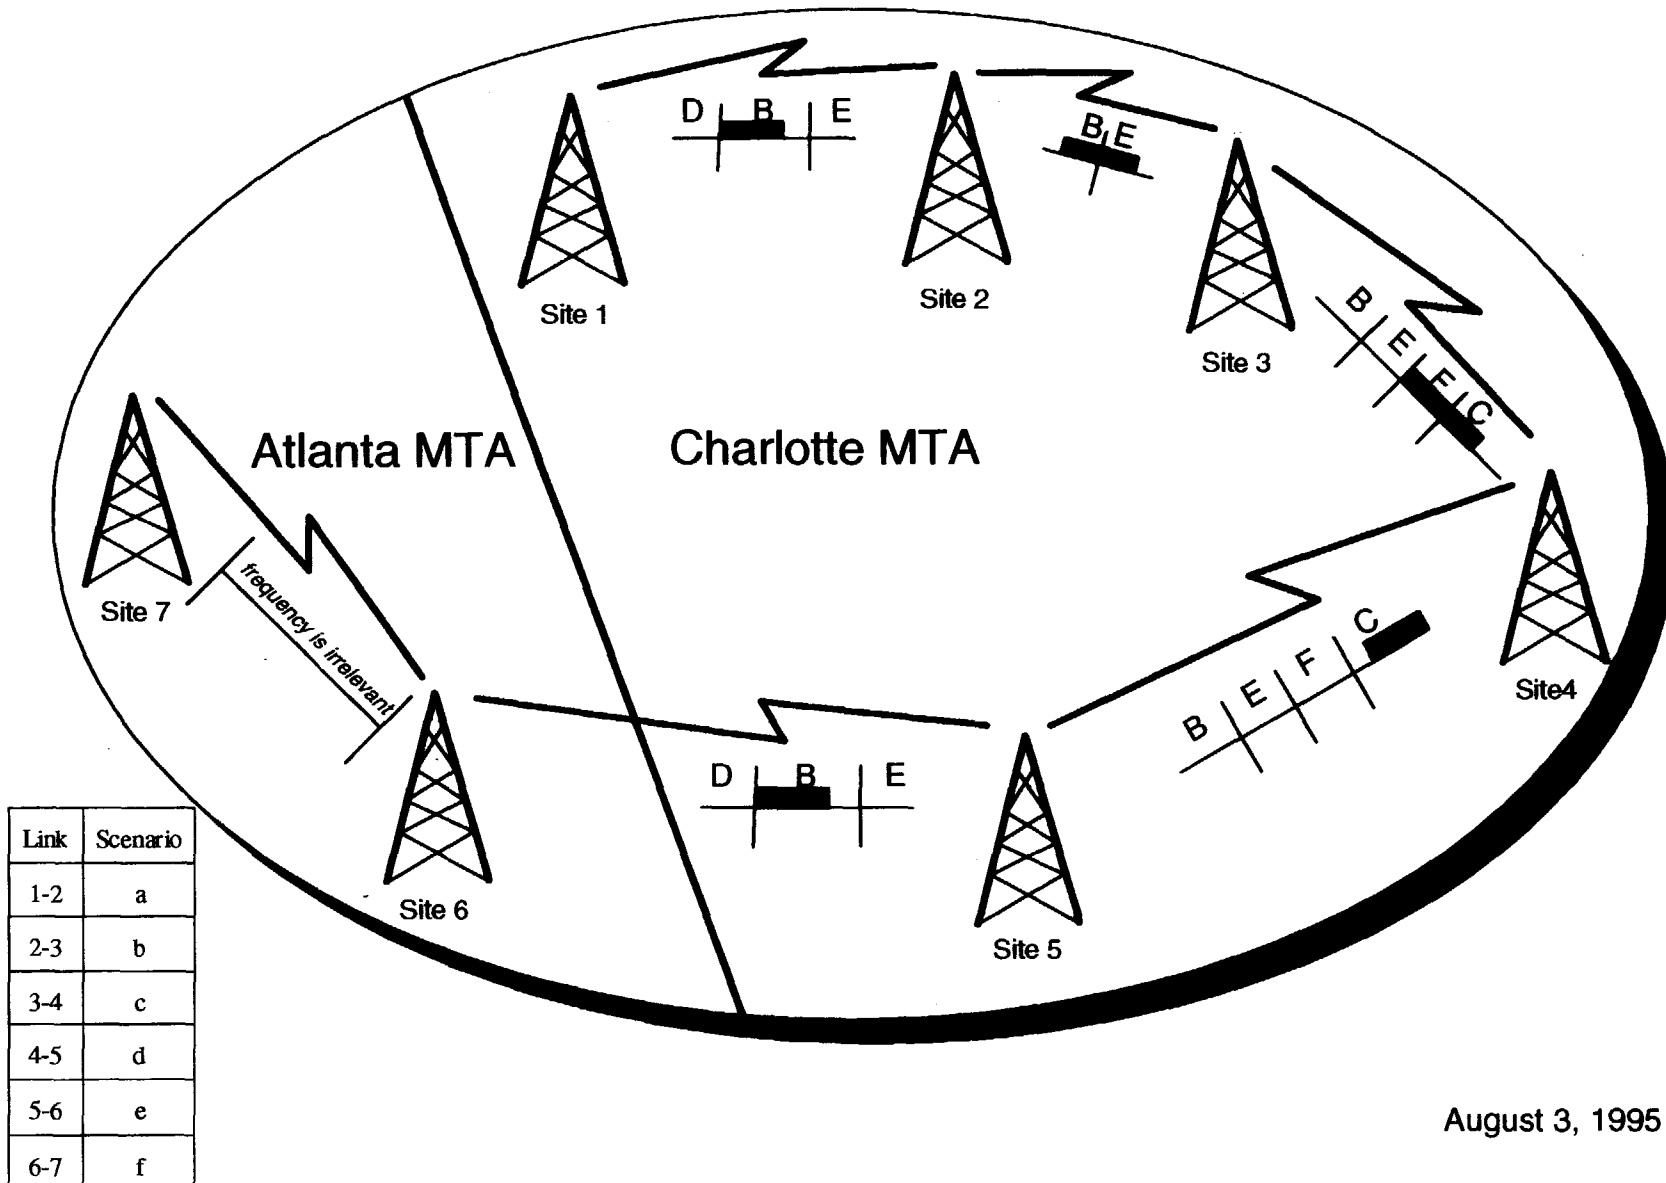 D B E
B E
Site 1
Site 2
Site 3
B E F C
Atlanta MTA
Charlotte MTA
Site 7
frequency is irrelevant
B E F C
Site4
D B E
Site 6
Site 5
Link Scenario
1-2 a
2-3 b
3-4 c
4-5 d
5-6 e
6-7 f
August 3, 1995